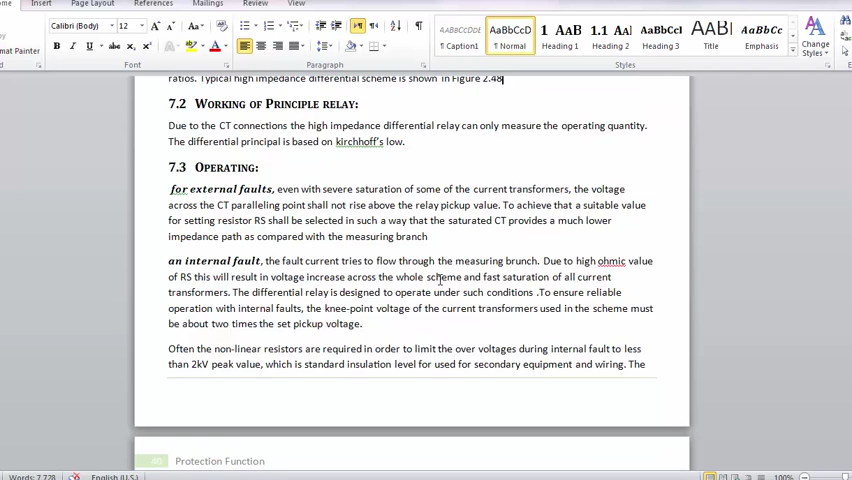 Insert
Page Layout
References
Mailings
Review
View
Calibri (Body)
12
B I U abc
Format Painter
Font
Paragraph
AABBCCDD AaBbCcD 1 AaB 1.1 AaB AaBbCcI AABB AaBbCc
¶ Caption1 ¶ Normal Heading 1 Heading 2 Heading 3 Title Emphasis
Change
Styles
Styles
ratios. Typical high impedance differential scheme is shown in Figure 2.48
7.2 WORKING OF PRINCIPLE RELAY:
Due to the CT connections the high impedance differential relay can only measure the operating quantity.
The differential principal is based on kirchhoff's low.
7.3 OPERATING:
for external faults, even with severe saturation of some of the current transformers, the voltage
across the CT paralleling point shall not rise above the relay pickup value. To achieve that a suitable value
for setting resistor RS shall be selected in such a way that the saturated CT provides a much lower
impedance path as compared with the measuring branch
an internal fault, the fault current tries to flow through the measuring brunch. Due to high ohmic value
of RS this will result in voltage increase across the whole scheme and fast saturation of all current
transformers. The differential relay is designed to operate under such conditions .To ensure reliable
operation with internal faults, the knee-point voltage of the current transformers used in the scheme must
be about two times the set pickup voltage.
Often the non-linear resistors are required in order to limit the over voltages during internal fault to less
than 2kV peak value, which is standard insulation level for used for secondary equipment and wiring. The
Protection Function
Words: 7,728
English (U.S.)
100%